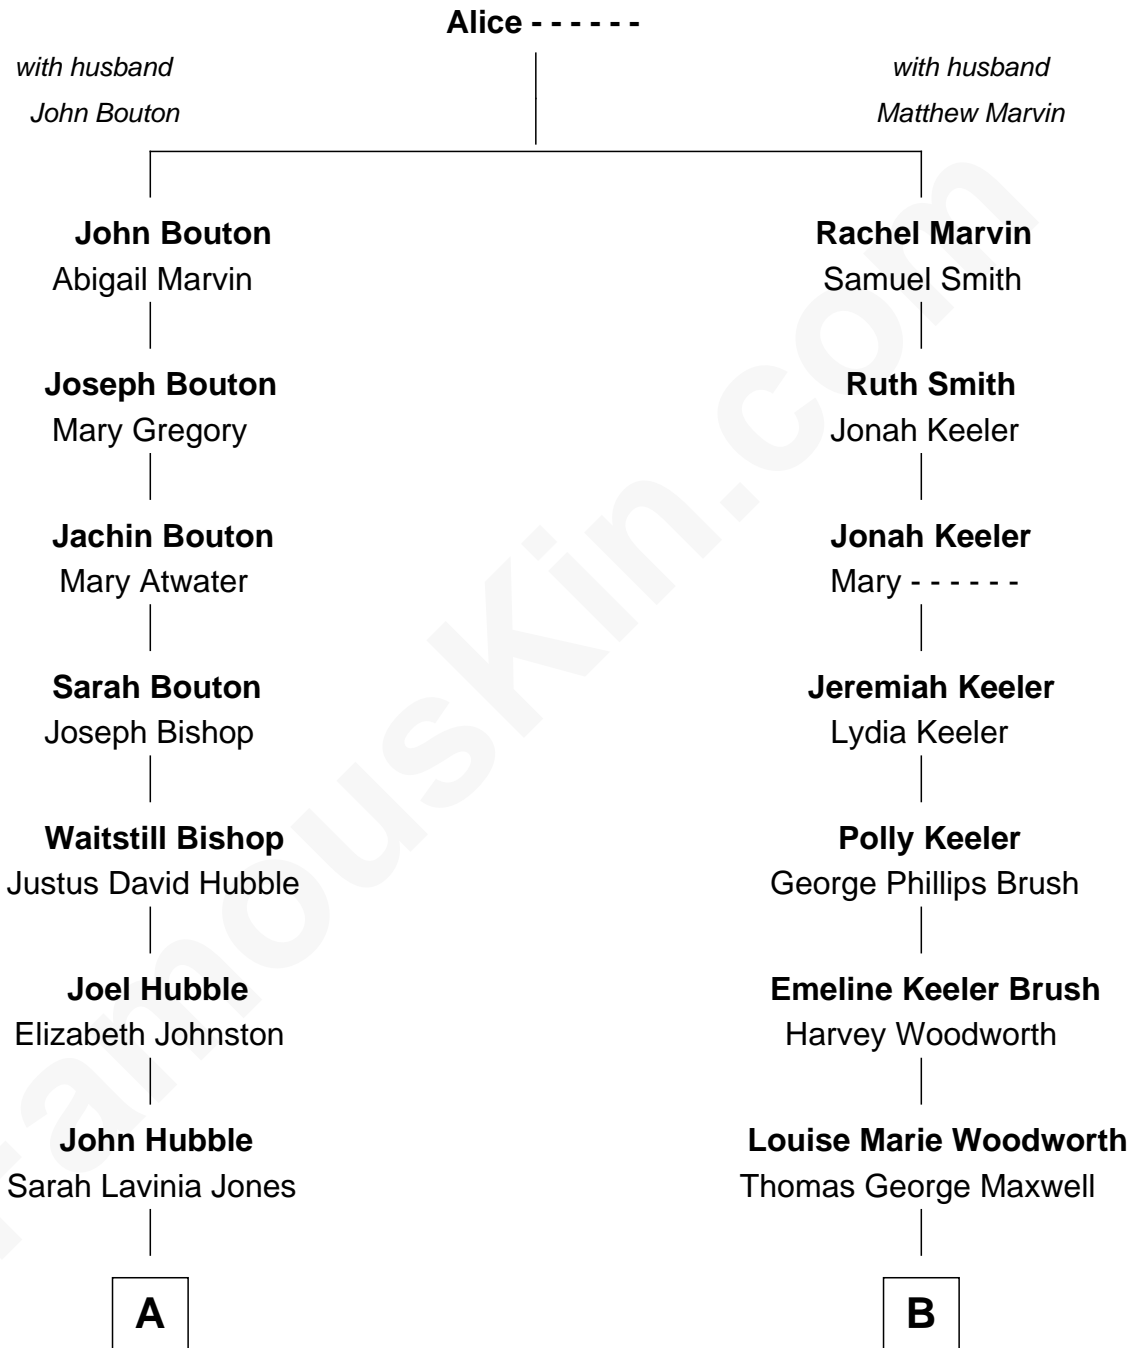 Alice - - - - - -
with husband
John Bouton
with husband
Matthew Marvin
John Bouton
Abigail Marvin
Rachel Marvin
Samuel Smith
Joseph Bouton
Mary Gregory
Ruth Smith
Jonah Keeler
Jachin Bouton
Mary Atwater
Jonah Keeler
Mary - - - - - -
Sarah Bouton
Joseph Bishop
Jeremiah Keeler
Lydia Keeler
Waitstill Bishop
Justus David Hubble
Polly Keeler
George Phillips Brush
Joel Hubble
Elizabeth Johnston
Emeline Keeler Brush
Harvey Woodworth
John Hubble
Sarah Lavinia Jones
Louise Marie Woodworth
Thomas George Maxwell
A
B
FamousKin.com